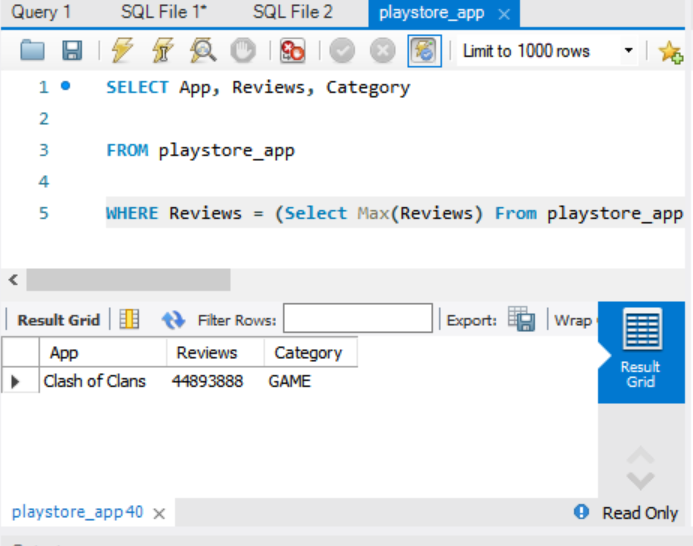 Query 1 SQL File 1* SQL File 2 playstore_app
Limit to 1000 rows
1 SELECT App, Reviews, Category
2
3 FROM playstore_app
4
5 WHERE Reviews = (Select Max(Reviews) From playstore_app
Result Grid Filter Rows: Export: Wrap
App Reviews Category
Clash of Clans 44893888 GAME
Result
Grid
playstore_app40 Read Only